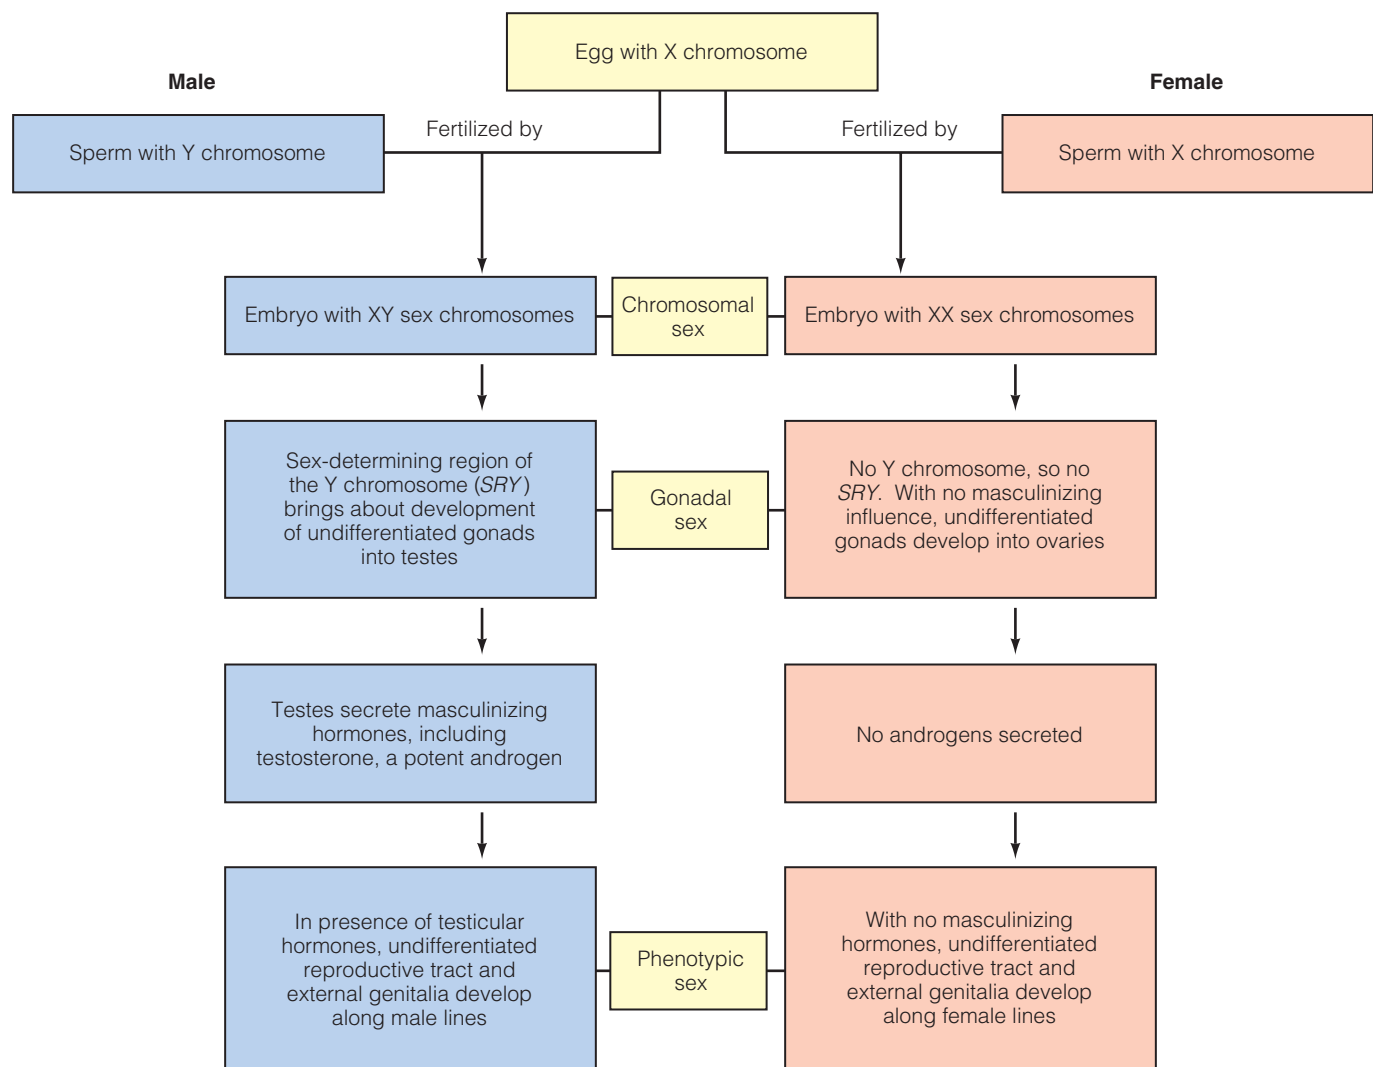 Egg with X chromosome
Male
Female
Sperm with Y chromosome
Fertilized by
Fertilized by
Sperm with X chromosome
Embryo with XY sex chromosomes
Chromosomal
sex
Embryo with XX sex chromosomes
Sex-determining region of
the Y chromosome (SRY)
brings about development
of undifferentiated gonads
into testes
Gonadal
sex
No Y chromosome, so no
SRY. With no masculinizing
influence, undifferentiated
gonads develop into ovaries
Testes secrete masculinizing
hormones, including
testosterone, a potent androgen
No androgens secreted
In presence of testicular
hormones, undifferentiated
reproductive tract and
external genitalia develop
along male lines
Phenotypic
sex
With no masculinizing
hormones, undifferentiated
reproductive tract and
external genitalia develop
along female lines